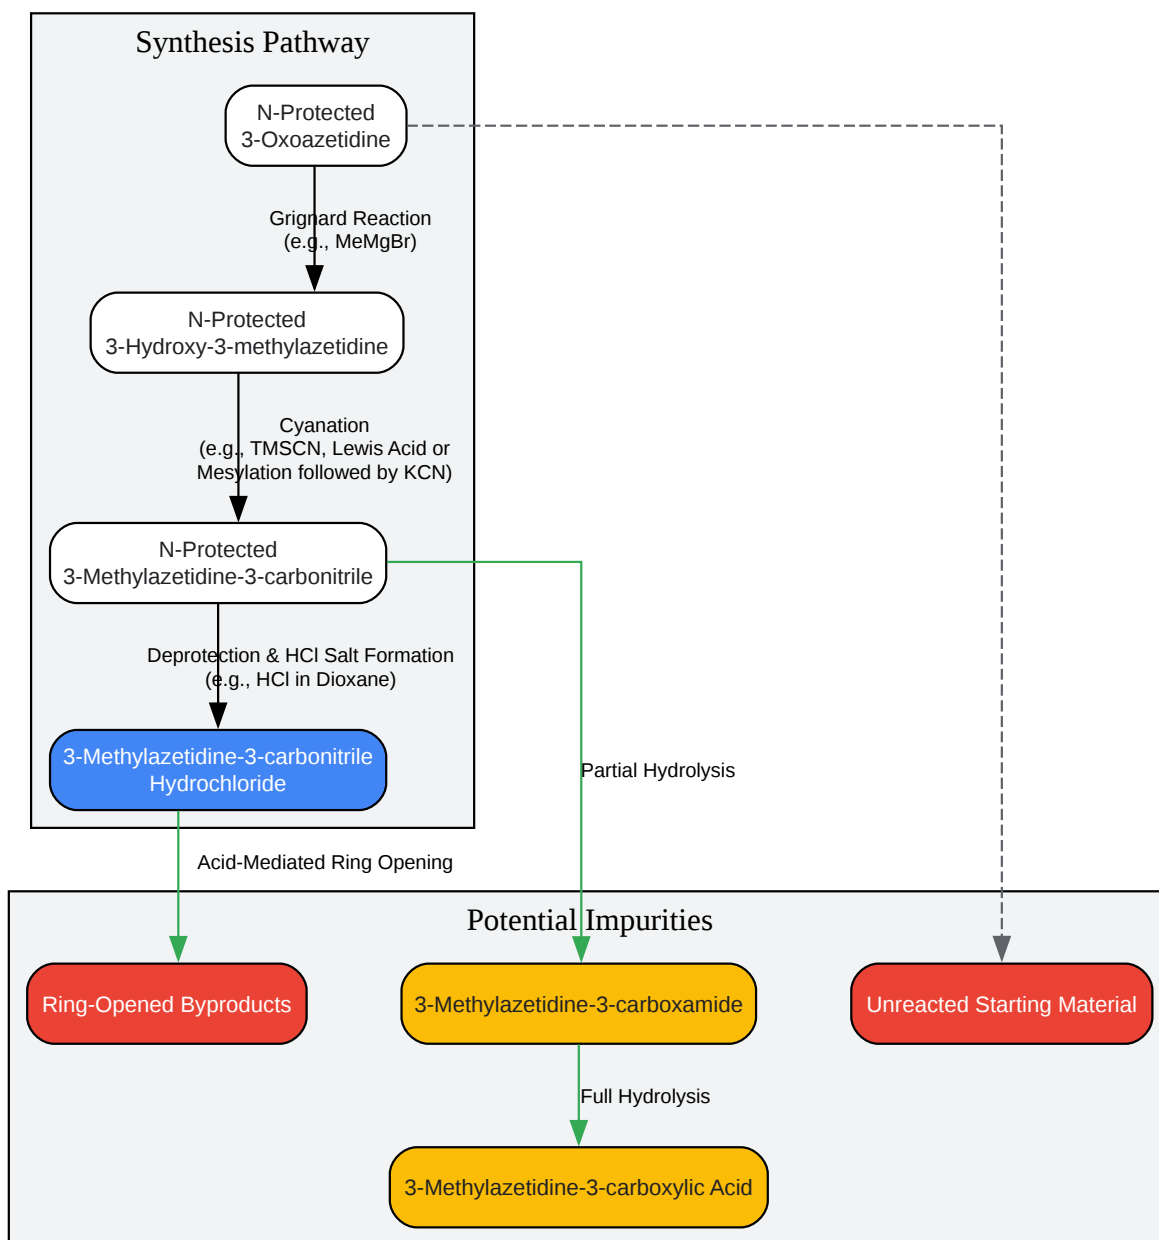 Synthesis Pathway
N-Protected
3-Oxoazetidine
Grignard Reaction
(e.g., MeMgBr)
N-Protected
3-Hydroxy-3-methylazetidine
Cyanation
(e.g., TMSCN, Lewis Acid or
Mesylation followed by KCN)
N-Protected
3-Methylazetidine-3-carbonitrile
Deprotection & HCl Salt Formation
(e.g., HCl in Dioxane)
3-Methylazetidine-3-carbonitrile
Hydrochloride
Partial Hydrolysis
Acid-Mediated Ring Opening
Potential Impurities
Ring-Opened Byproducts
3-Methylazetidine-3-carboxamide
Unreacted Starting Material
Full Hydrolysis
3-Methylazetidine-3-carboxylic Acid